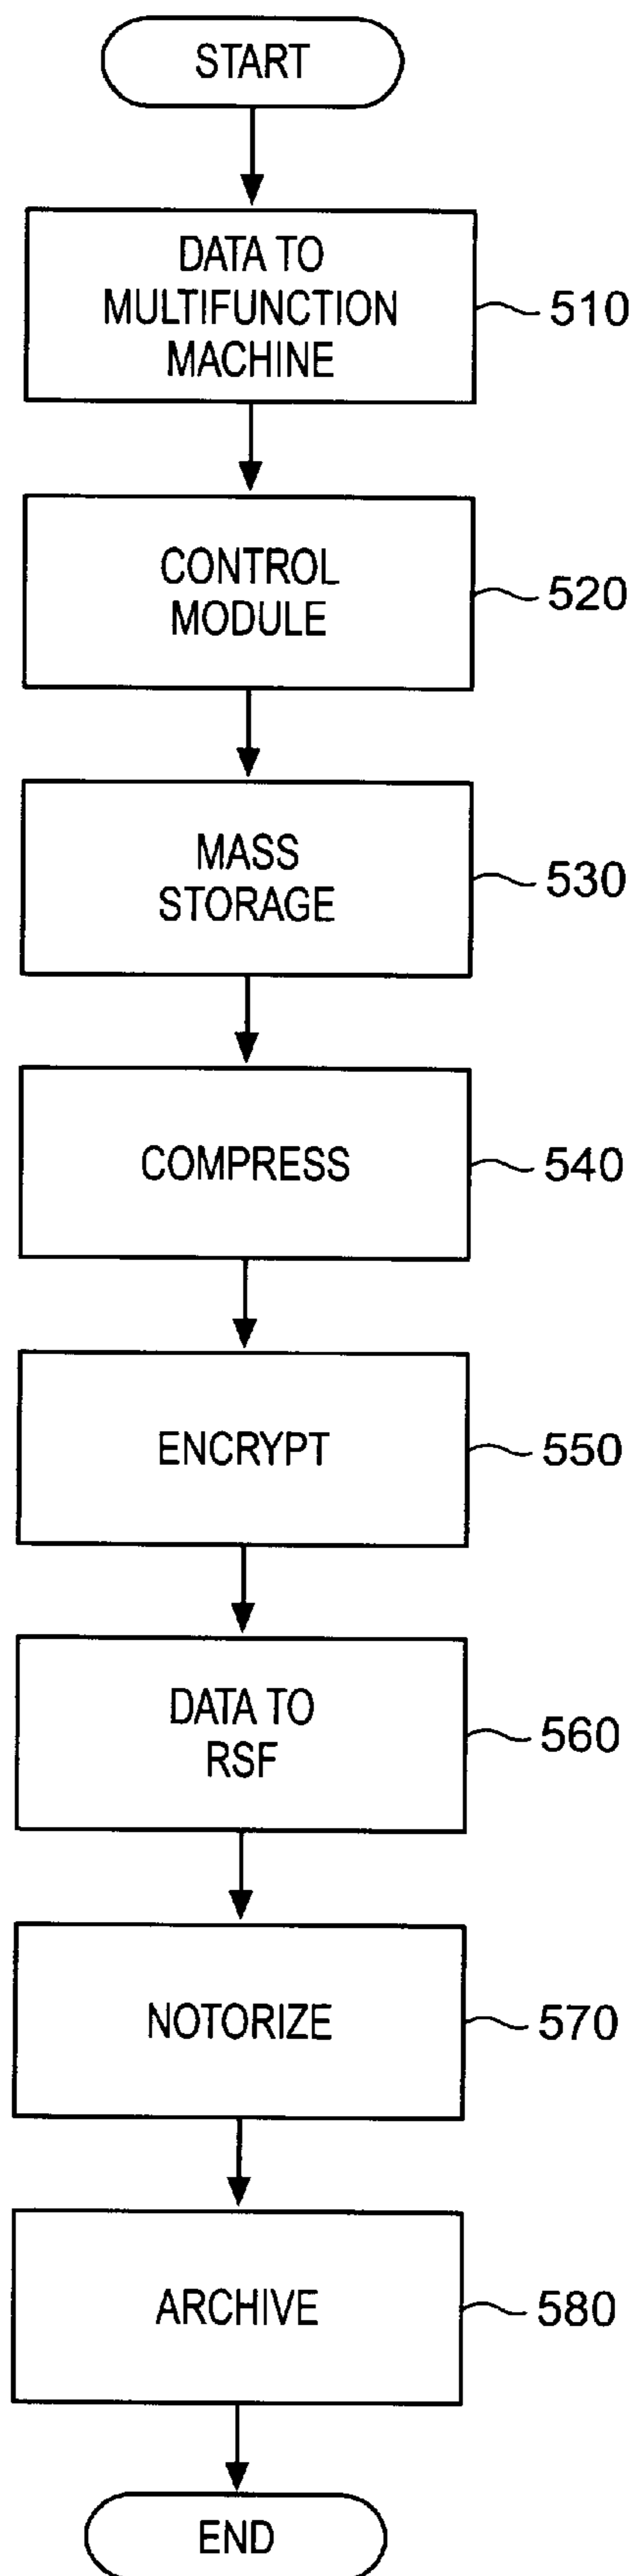 START
DATA TO
MULTIFUNCTION
MACHINE
510
CONTROL
MODULE
520
MASS
STORAGE
530
COMPRESS
540
ENCRYPT
550
DATA TO
RSF
560
NOTORIZE
570
ARCHIVE
580
END